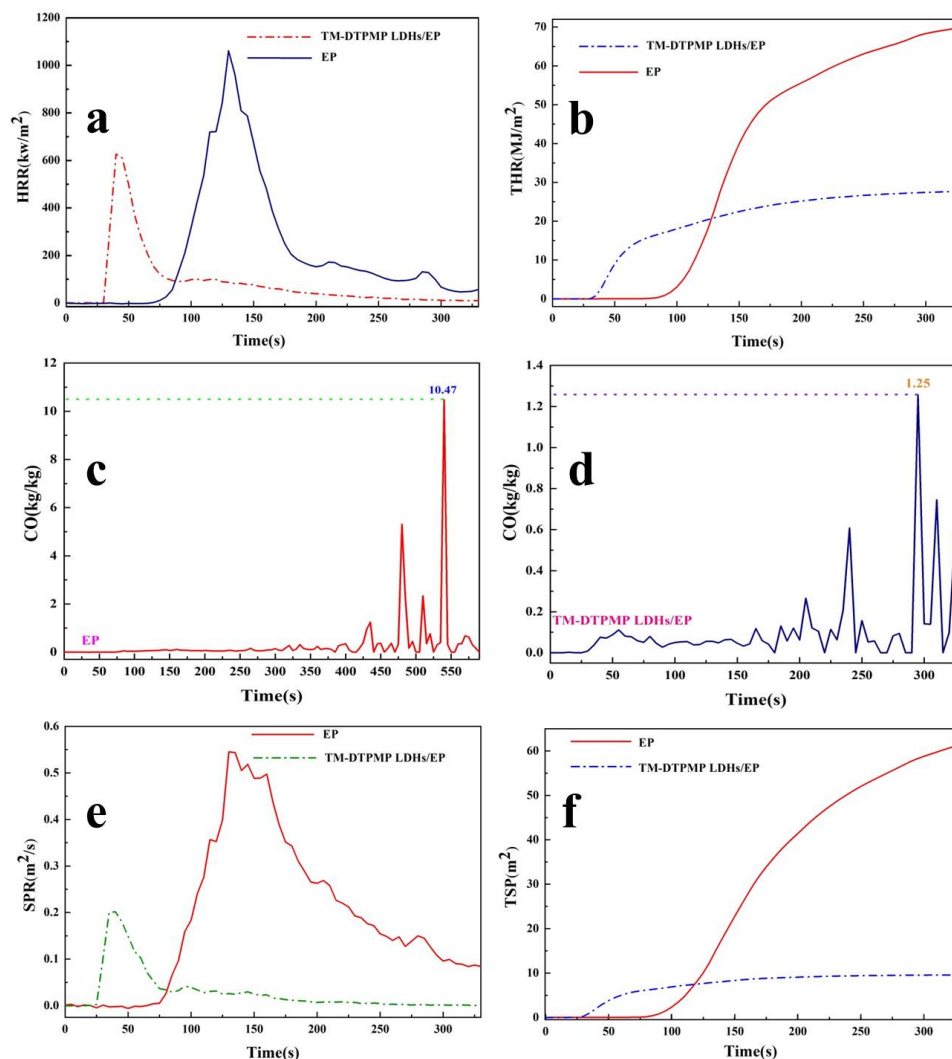 1200
1000
800
600
400
200
0
HRR(kw/m²)
TM-DTPMP LDHs/EP
EP
a
0 50 100 150 200 250 300
Time(s)
70
60
50
40
30
20
10
0
THR(MJ/m²)
TM-DTPMP LDHs/EP
EP
b
0 50 100 150 200 250 300
Time(s)
12
10
8
6
4
2
0
CO(kg/kg)
10.47
c
EP
0 50 100 150 200 250 300 350 400 450 500 550
Time(s)
1.4
1.2
1.0
0.8
0.6
0.4
0.2
0.0
CO(kg/kg)
1.25
d
TM-DTPMP LDHs/EP
0 50 100 150 200 250 300
Time(s)
0.6
0.5
0.4
0.3
0.2
0.1
0.0
SPR(m²/s)
EP
TM-DTPMP LDHs/EP
e
0 50 100 150 200 250 300
Time(s)
60
50
40
30
20
10
0
TSP(m²)
EP
TM-DTPMP LDHs/EP
f
0 50 100 150 200 250 300
Time(s)